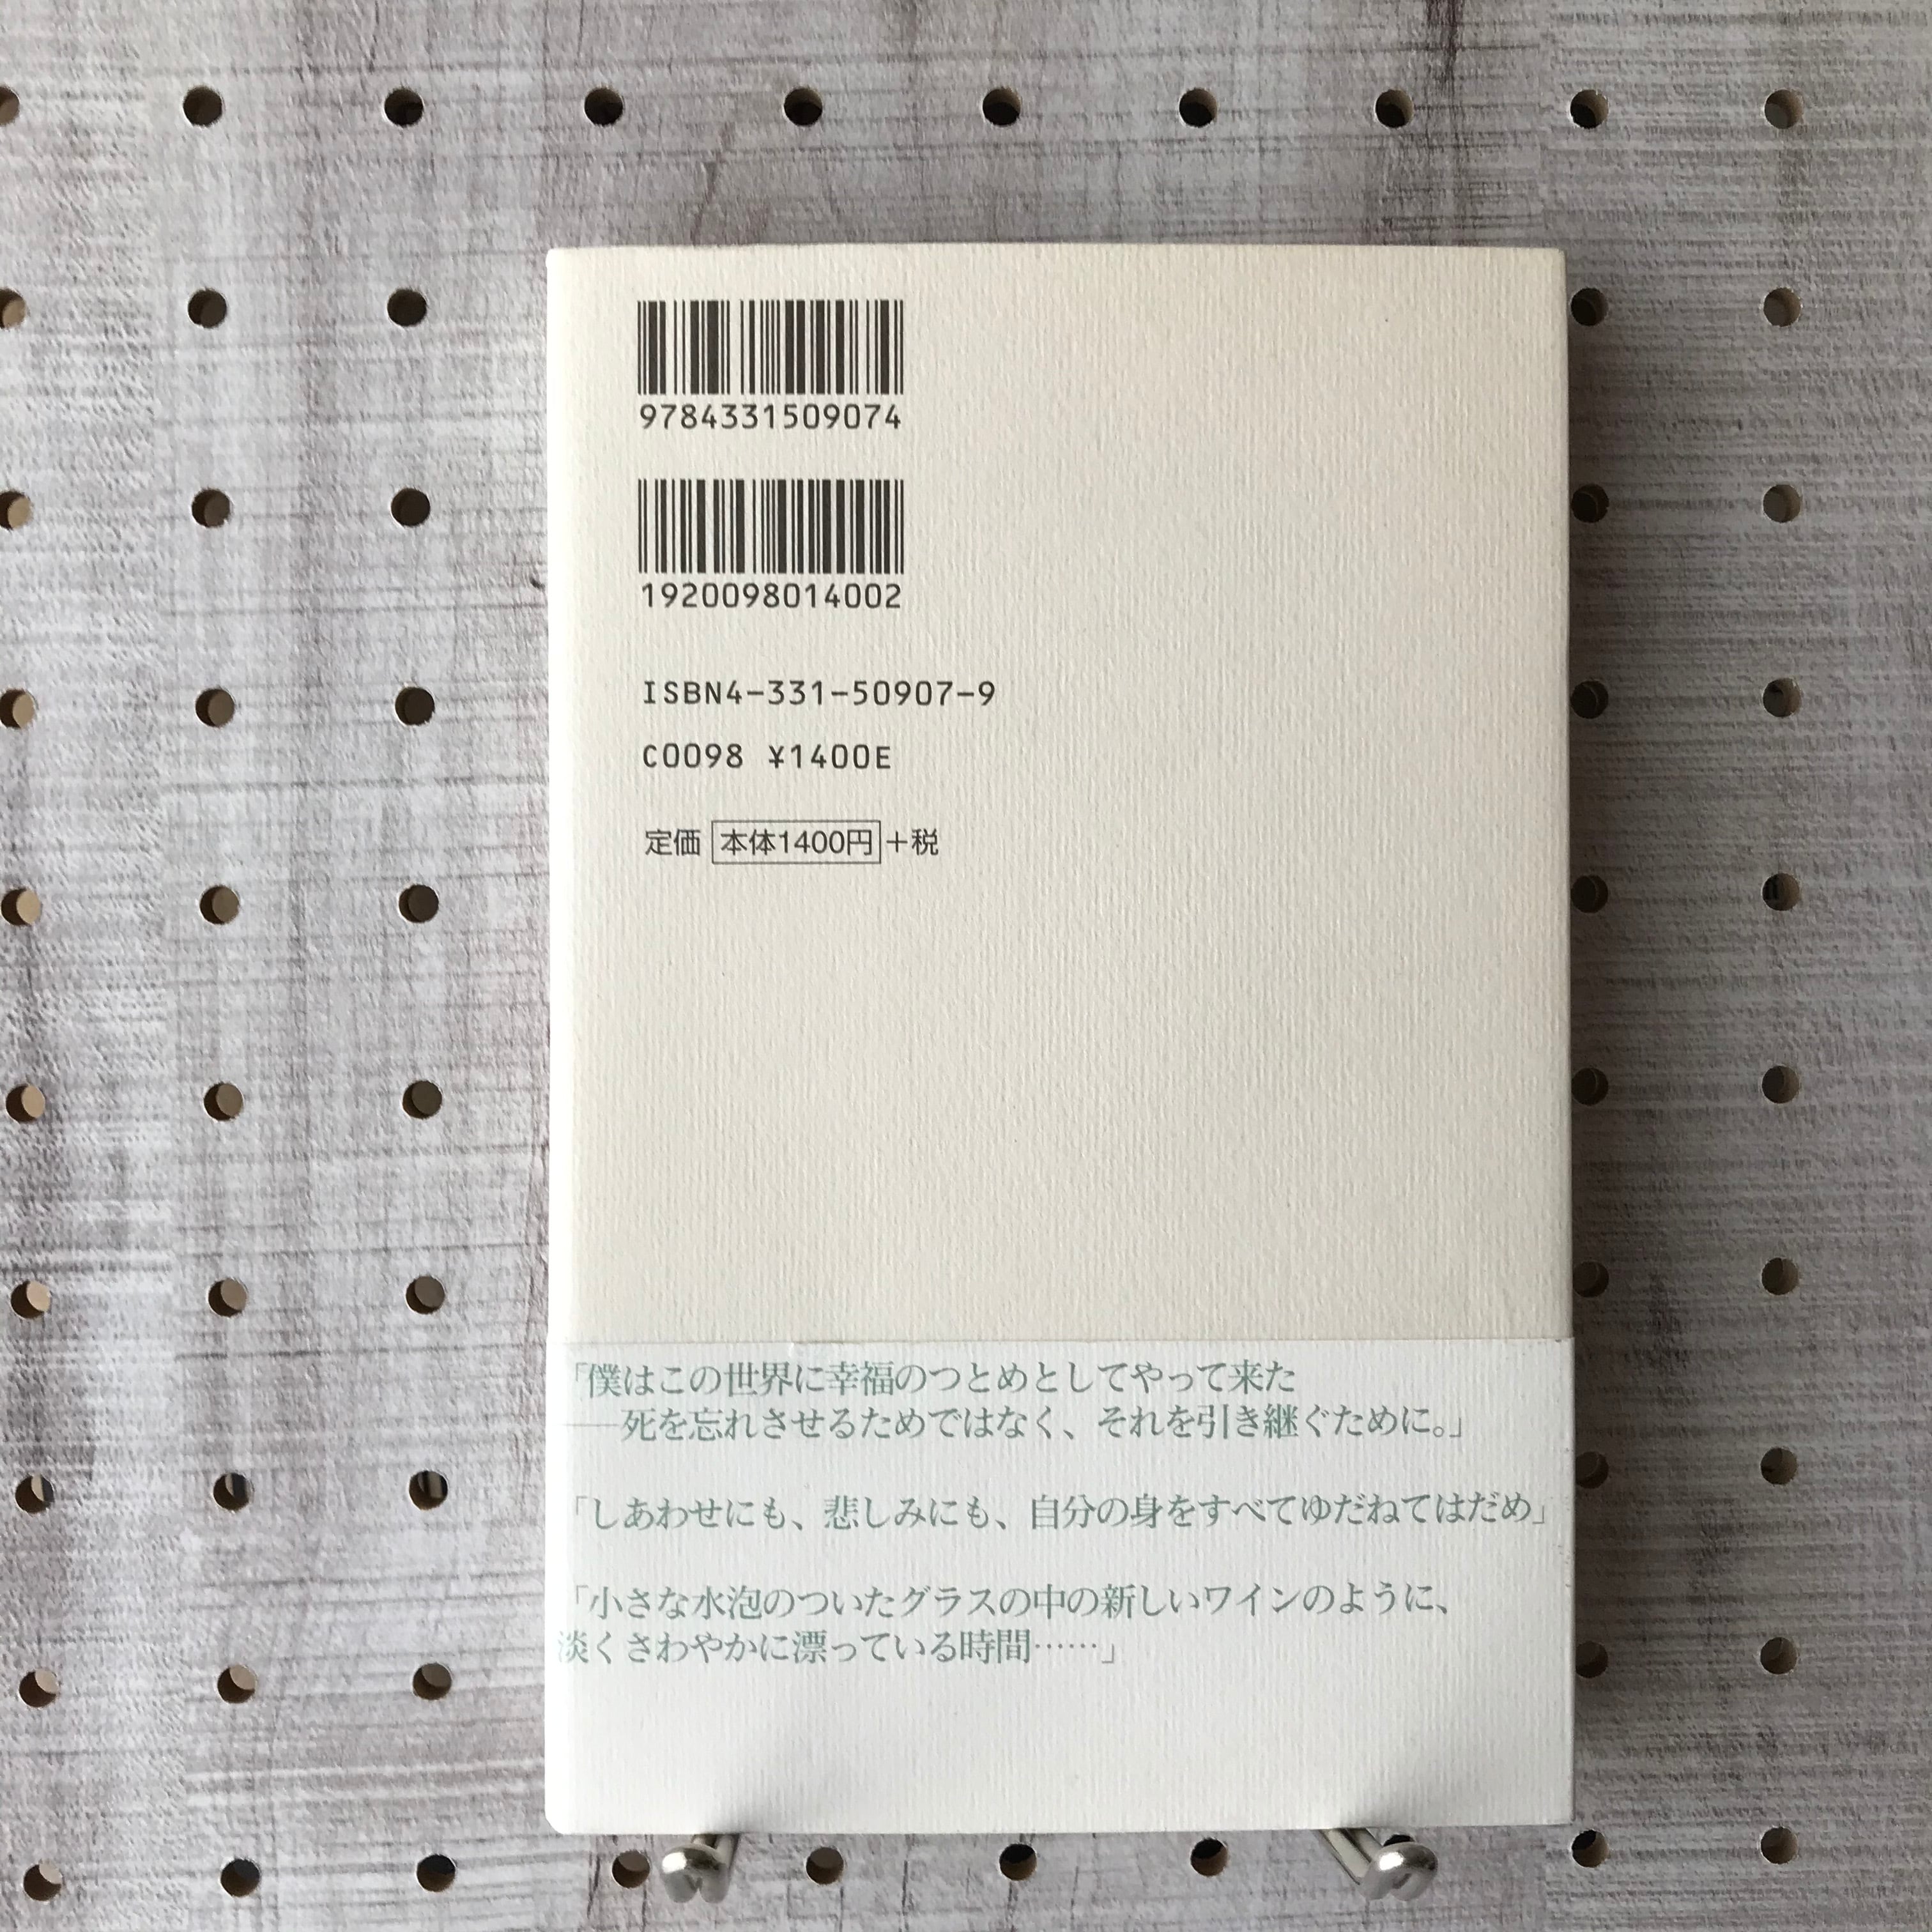 9784331509074
1920098014002
ISBN4-331-50907-9
C0098 ¥1400E
定価 本体1400円+税
「僕はこの世界に幸福のつとめとしてやって来た
——死を忘れさせるためではなく、それを引き継ぐために。」
「しあわせにも、悲しみにも、自分の身をすべてゆだねてはだめ」
「小さな水泡のついたグラスの中の新しいワインのように、
淡くさわやかに漂っている時間……」